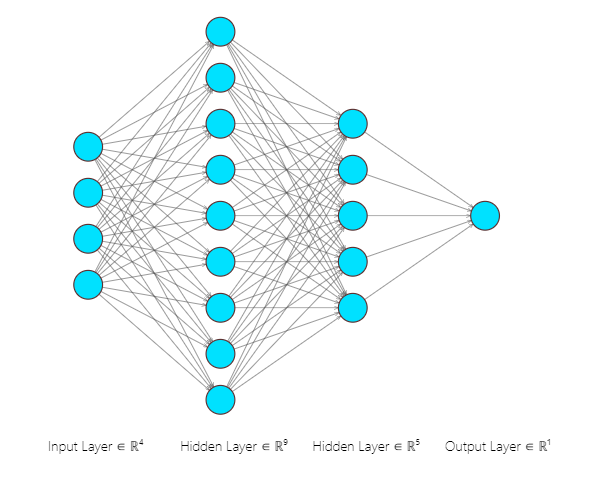 Input Layer ∈ ℝ⁴ Hidden Layer ∈ ℝ⁹ Hidden Layer ∈ ℝ⁵ Output Layer ∈ ℝ¹